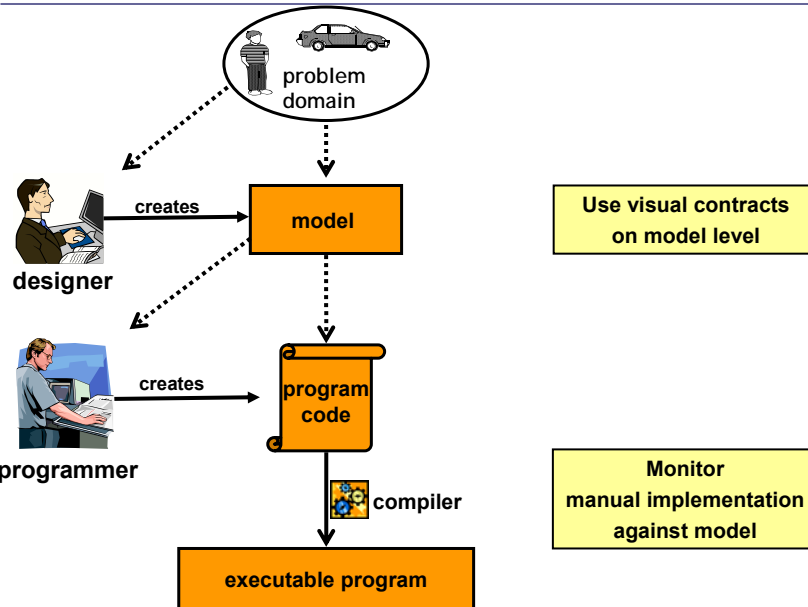 problem
domain
creates
model
Use visual contracts
on model level
designer
creates
program
code
programmer
compiler
Monitor
manual implementation
against model
executable program